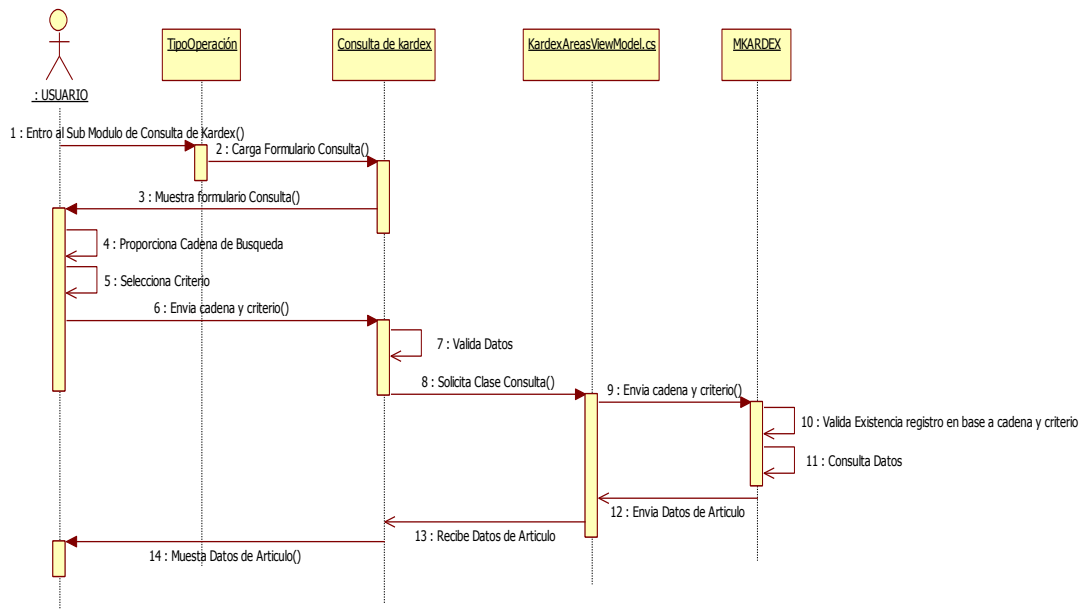 TipoOperación
Consulta de kardex
KardexAreasViewModel.cs
MKARDEX
: USUARIO
1 : Entro al Sub Modulo de Consulta de Kardex()
2 : Carga Formulario Consulta()
3 : Muestra formulario Consulta()
4 : Proporciona Cadena de Busqueda
5 : Selecciona Criterio
6 : Envia cadena y criterio()
7 : Valida Datos
8 : Solicita Clase Consulta()
9 : Envia cadena y criterio()
10 : Valida Existencia registro en base a cadena y criterio
11 : Consulta Datos
12 : Envia Datos de Articulo
13 : Recibe Datos de Articulo
14 : Muesta Datos de Articulo()